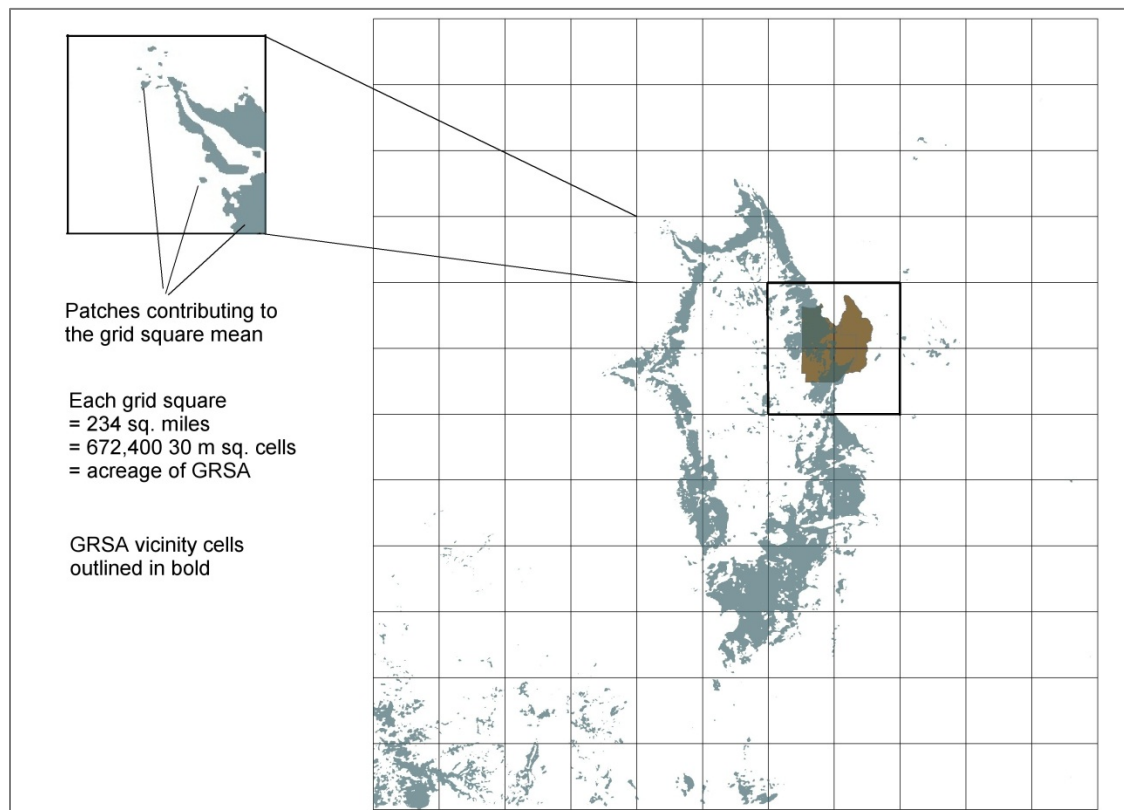 Patches contributing to
the grid square mean
Each grid square
= 234 sq. miles
= 672,400 30 m sq. cells
= acreage of GRSA
GRSA vicinity cells
outlined in bold